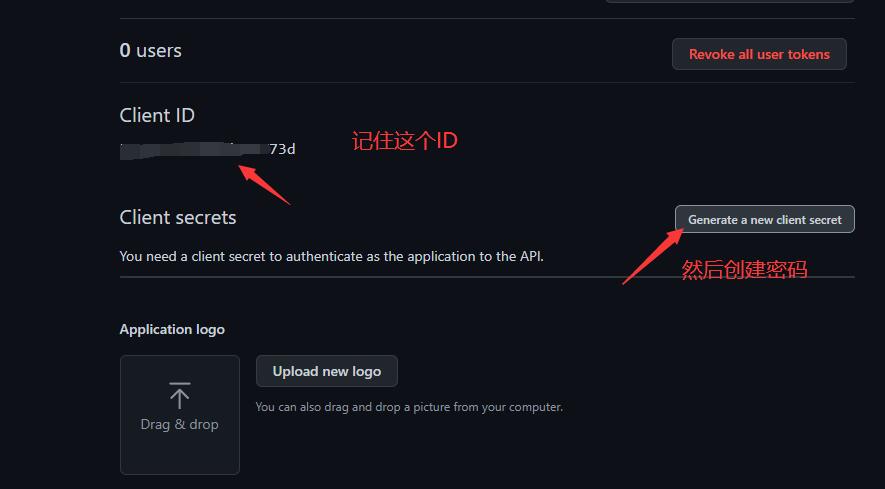 0 users
Revoke all user tokens
Client ID
73d
记住这个ID
Client secrets
Generate a new client secret
You need a client secret to authenticate as the application to the API.
然后创建密码
Application logo
Upload new logo
Drag & drop
You can also drag and drop a picture from your computer.